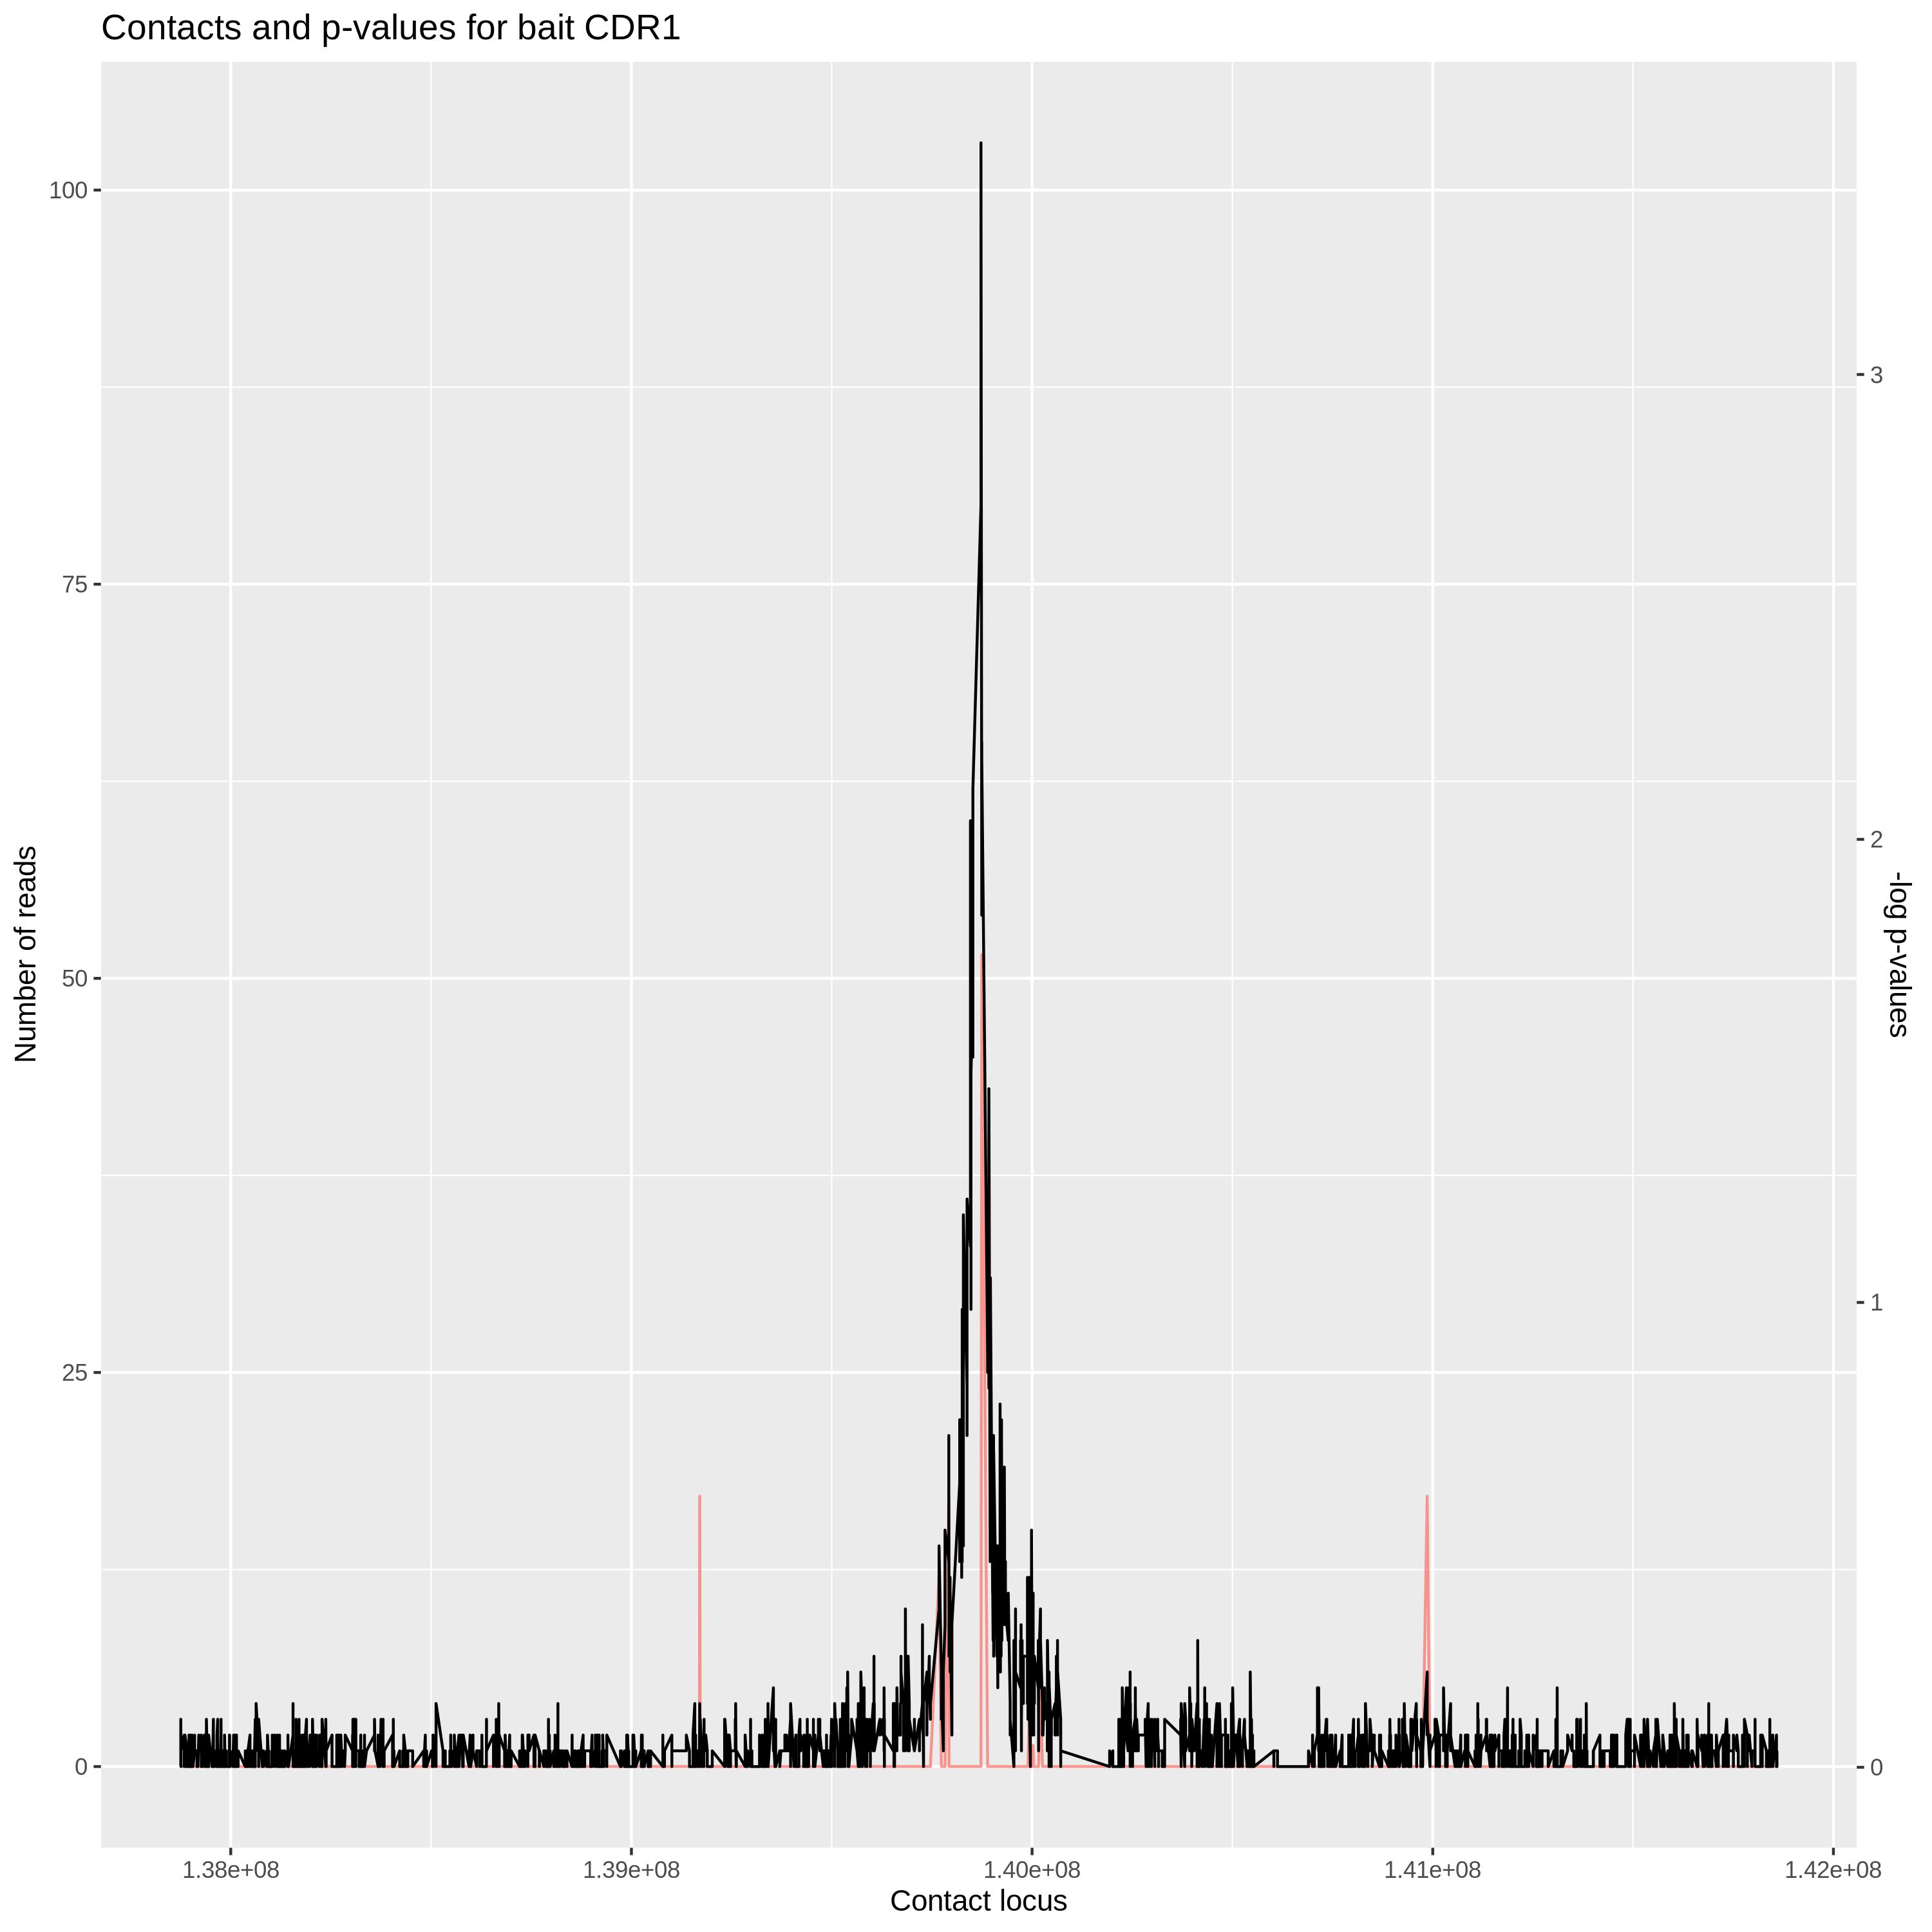 Contacts and p-values for bait CDR1
100
75
50
25
0
Number of reads
3
2
1
0
-log p-values
1.38e+08
1.39e+08
1.40e+08
1.41e+08
1.42e+08
Contact locus